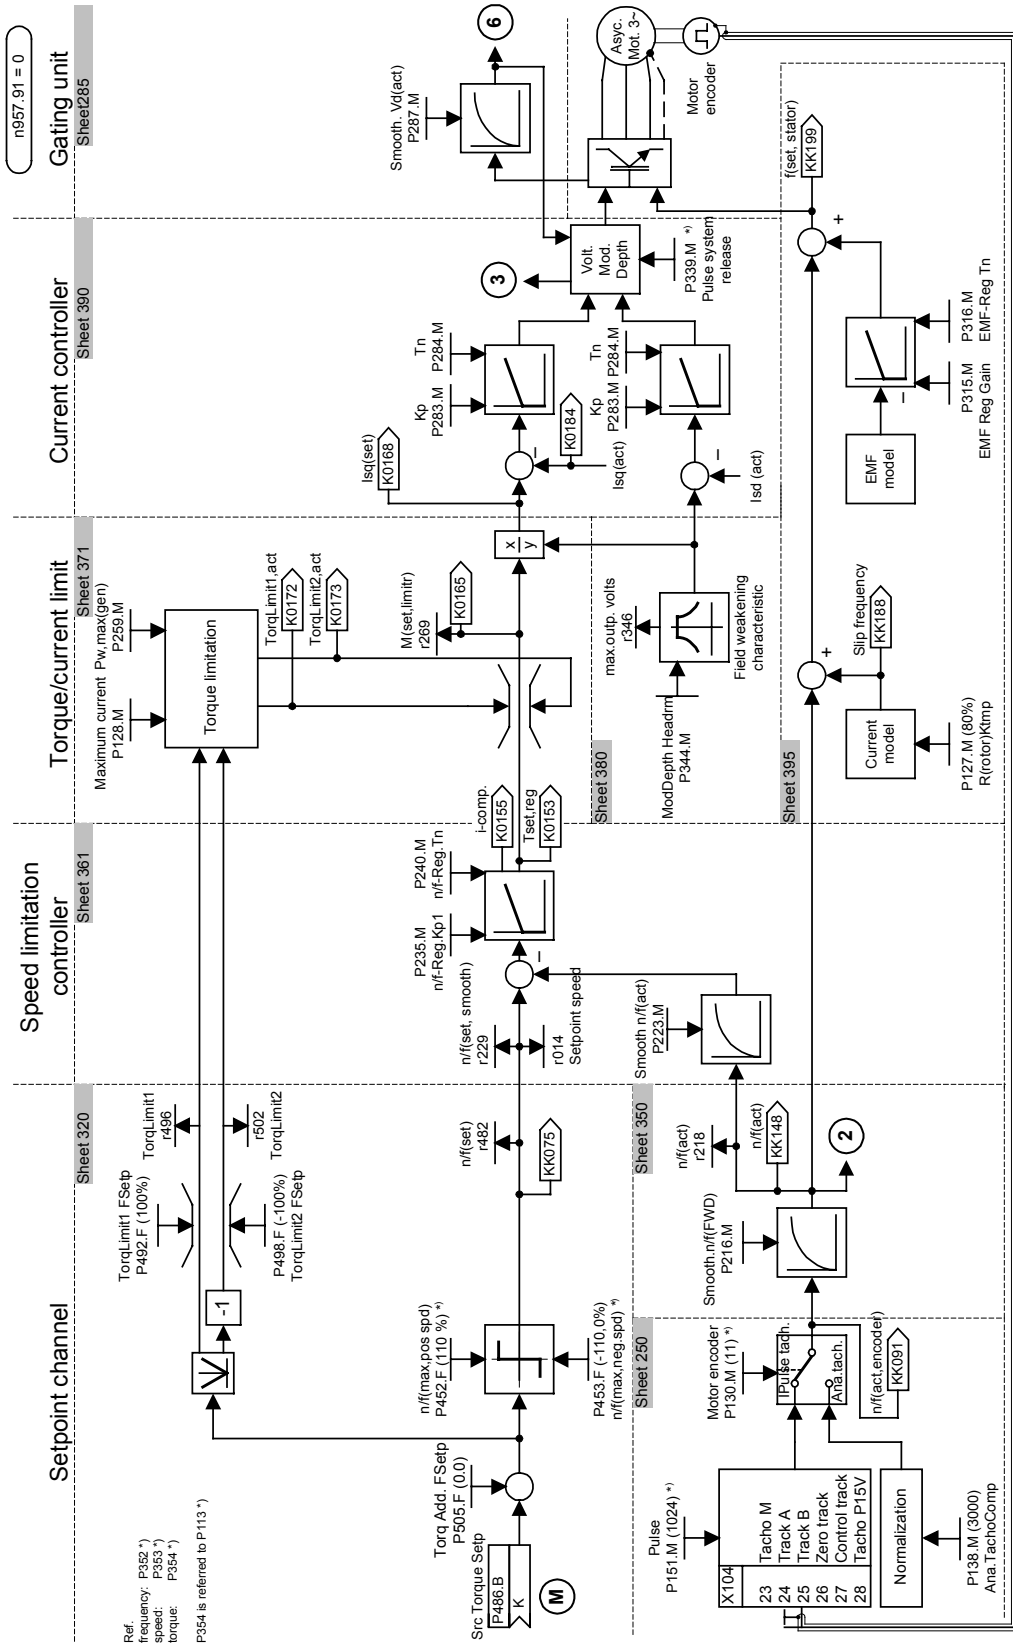 n957.91 = 0
Setpoint channel
Sheet 320
Speed limitation
controller
Sheet 361
Torque/current limit
Sheet 371
Current controller
Sheet 390
Gating unit
Sheet285
Ref.
frequency: P352 *)
speed: P353 *)
torque: P354 *)
P354 is referred to P113 *)
-1
TorqLimit1 FSetp
P492.F (100%)
P498.F (-100%)
TorqLimit2 FSetp
TorqLimit1
r496
r502
TorqLimit2
Maximum current
P128.M
Pw,max(gen)
P259.M
Torque limitation
TorqLimit1,act
K0172
TorqLimit2,act
K0173
Smooth. Vd(act)
P287.M
6
Src Torque Setp
P486.B
K
M
Torq Add. FSetp
P505.F (0.0)
n/f(max,pos spd)
P452.F (110 %) *)
P453.F (-110,0%)
n/f(max,neg.spd) *)
n/f(set)
r482
KK075
n/f(set, smooth)
r229
r014
Setpoint speed
P235.M
n/f-Reg.Kp1
P240.M
n/f-Reg.Tn
–
i-comp.
K0155
Tset,reg
K0153
M(set,limitr)
r269
K0165
x
y
Isq(set)
K0168
–
K0184
Isq(act)
Kp
P283.M
Tn
P284.M
3
Volt.
Mod.
Depth
P339.M *)
Pulse system
release
Asyc.
Mot. 3~
Motor
encoder
Kp
P283.M
Tn
P284.M
–
Isd (act)
Sheet 380
ModDepth Headrm
P344.M
max.outp. volts
r346
Field weakening
characteristic
Sheet 250
Pulse
P151.M (1024) *)
X104
23 Tacho M
24 Track A
25 Track B
26 Zero track
27 Control track
28 Tacho P15V
Normalization
P138.M (3000)
Ana.TachoComp
Motor encoder
P130.M (11) *)
IPulse tach.
Ana.tach.
n/f(act,encoder)
KK091
Sheet 350
Smooth.n/f(FWD)
P216.M
n/f(act)
r218
n/f(act)
KK148
2
Smooth n/f(act)
P223.M
Sheet 395
Current
model
P127.M (80%)
R(rotor)Ktmp
Slip frequency
KK188
+
EMF
model
–
P315.M
EMF Reg Gain
P316.M
EMF-Reg Tn
+
f(set, stator)
KK199